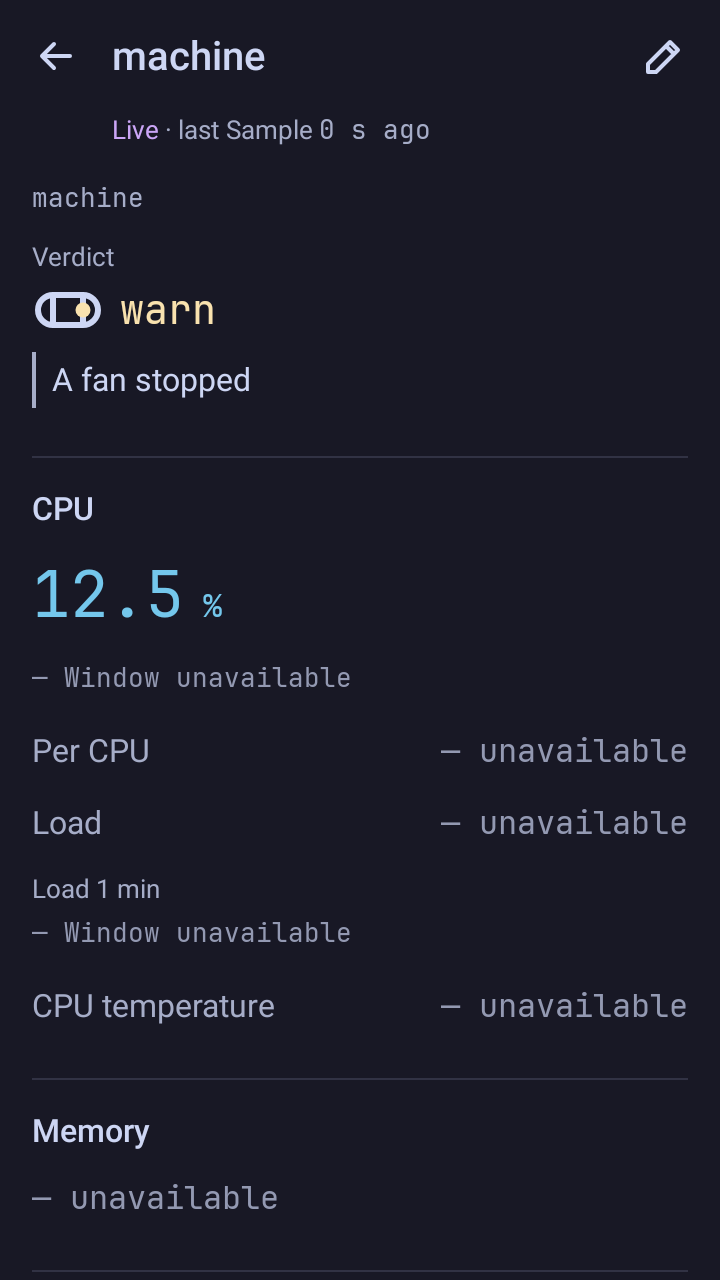 machine
Live · last Sample 0 s ago
machine
Verdict
warn
A fan stopped
CPU
12.5 %
— Window unavailable
Per CPU — unavailable
Load — unavailable
Load 1 min
— Window unavailable
CPU temperature — unavailable
Memory
— unavailable